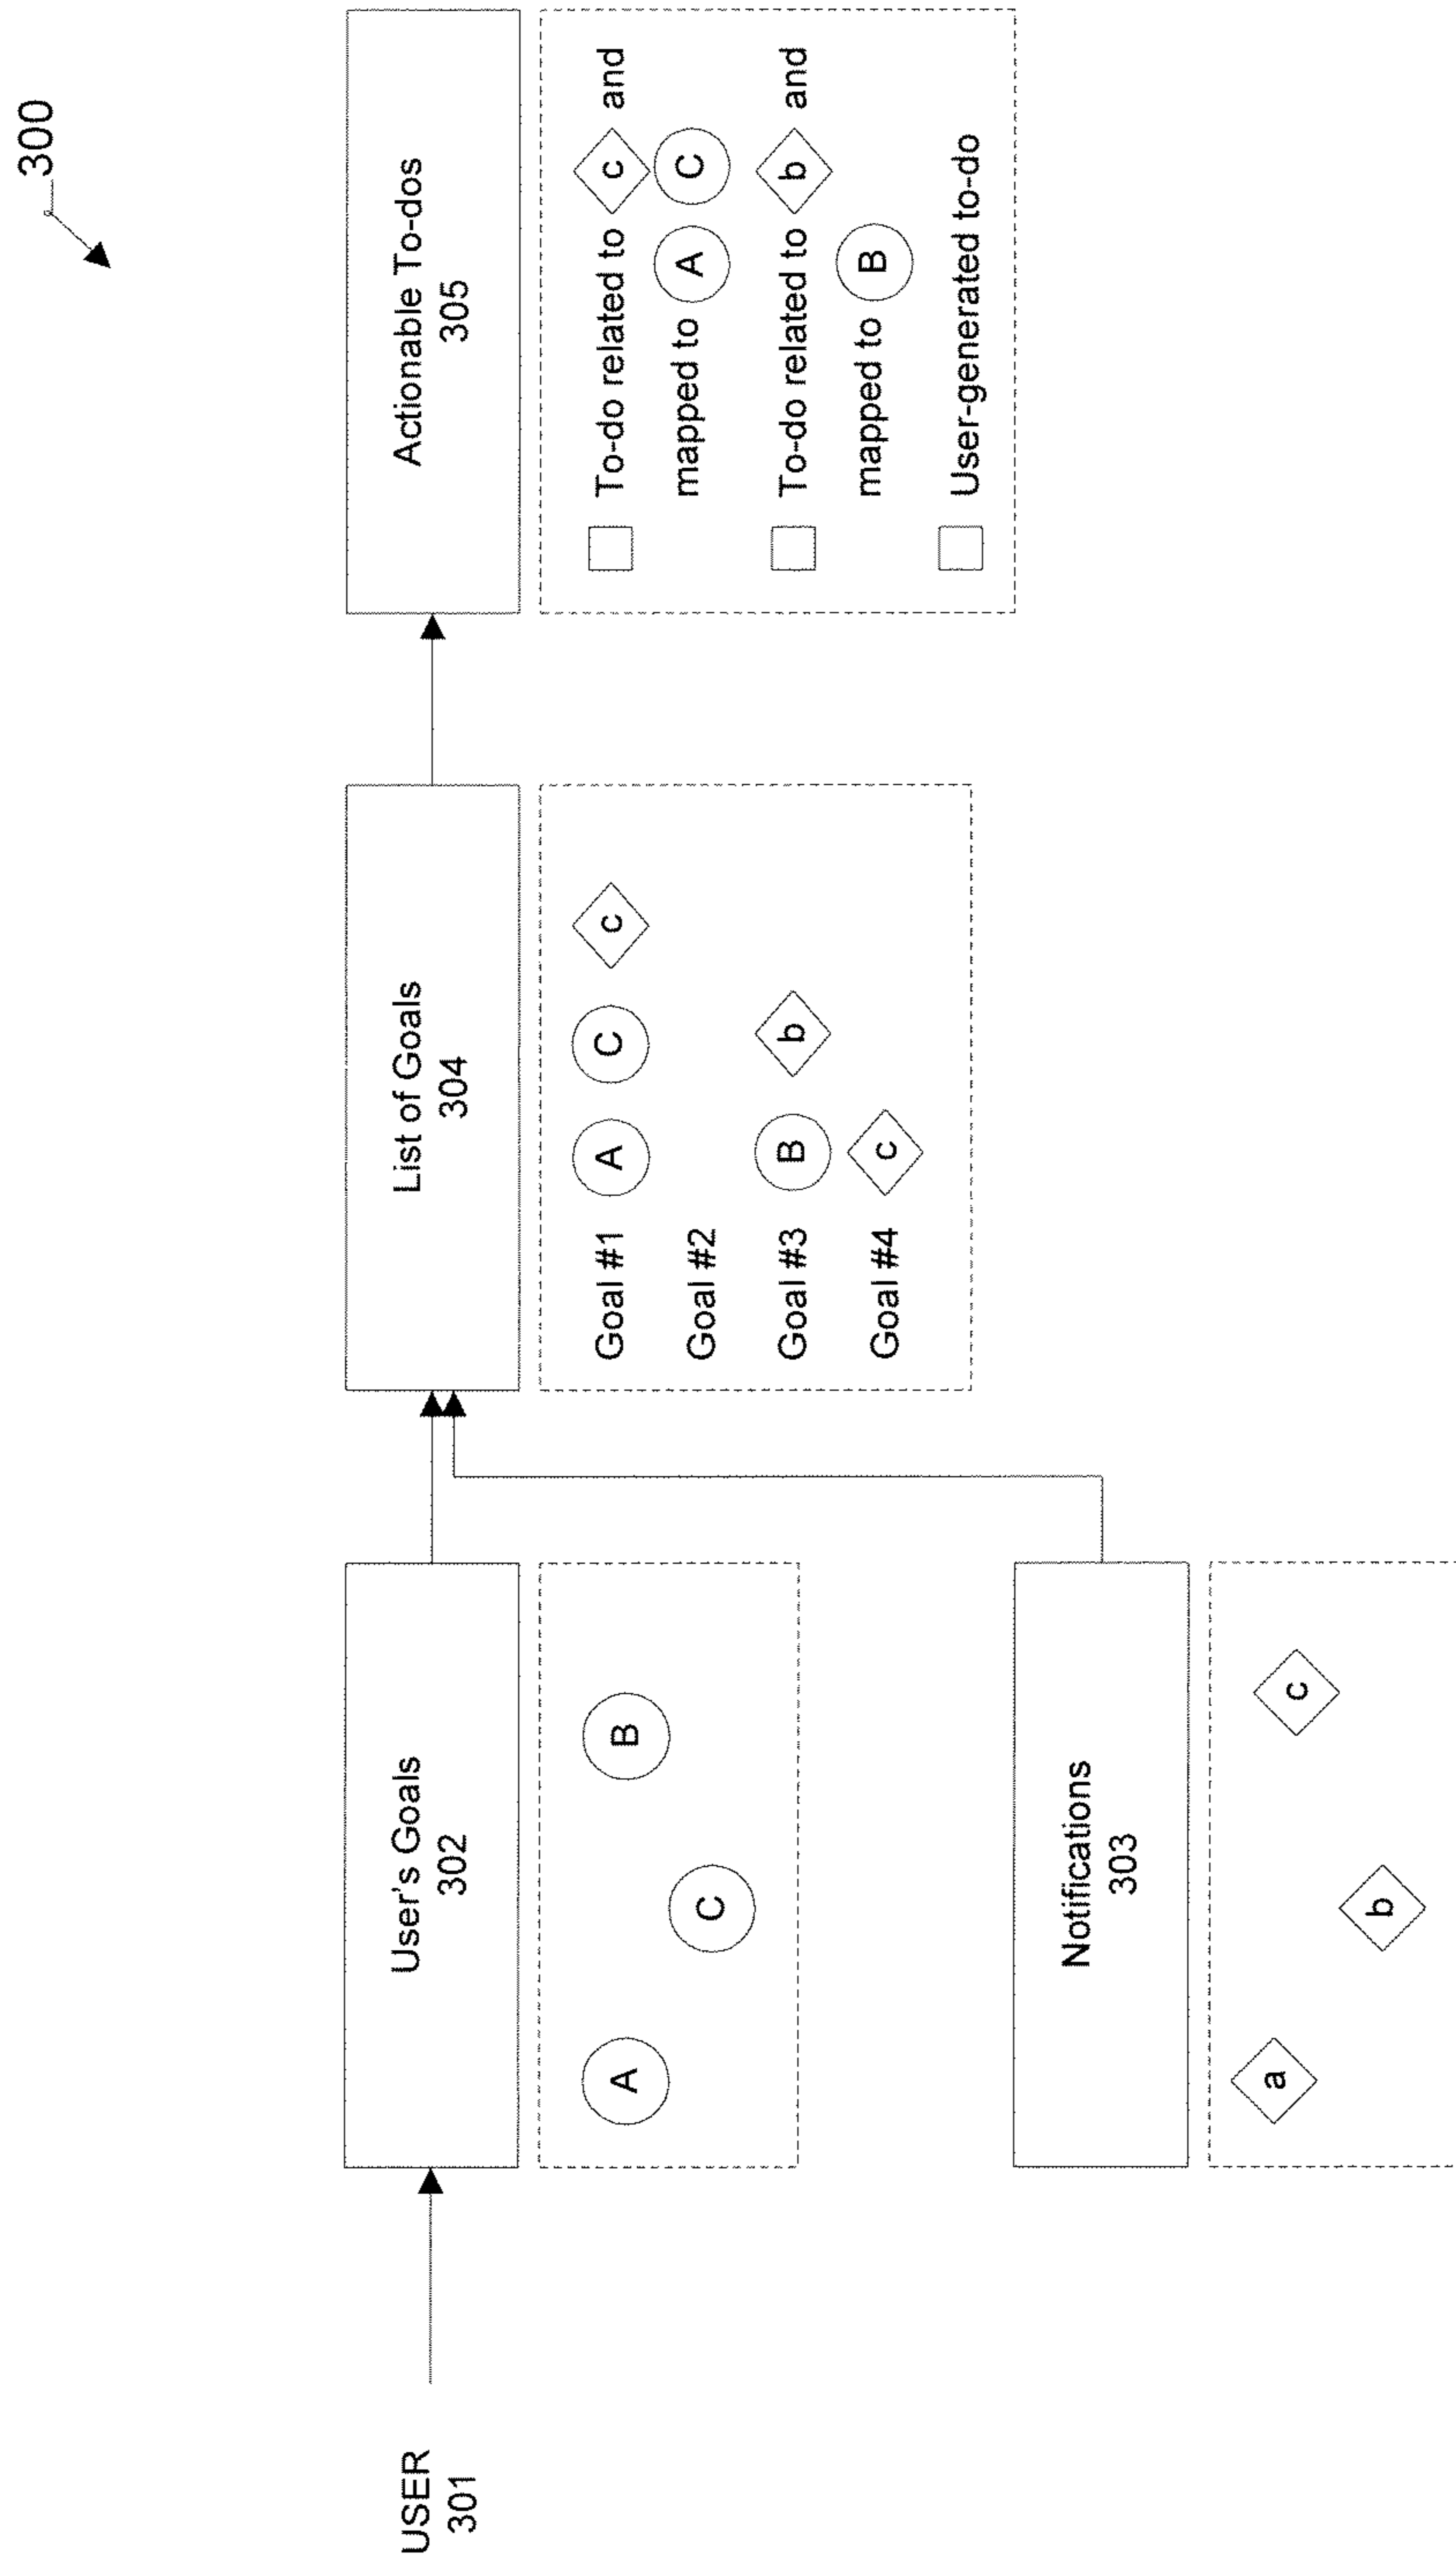 300
USER
301
User's Goals
302
A
B
C
Notifications
303
a
c
b
List of Goals
304
Goal #1 A C c
Goal #2
Goal #3 B b
Goal #4 c
Actionable To-dos
305
To-do related to c and
mapped to A C
To-do related to b and
mapped to B
User-generated to-do